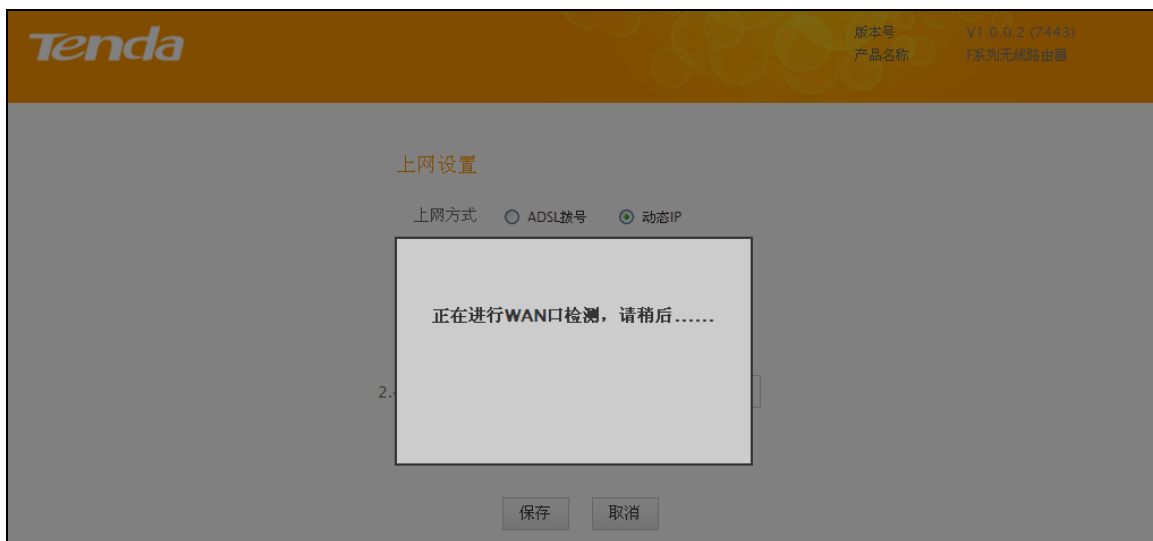 Tenda
版本号 V1.0.0.2 (7443)
产品名称 F系列无线路由器
上网设置
上网方式 ADSL拨号 动态IP
正在进行WAN口检测，请稍后......
2.
保存 取消